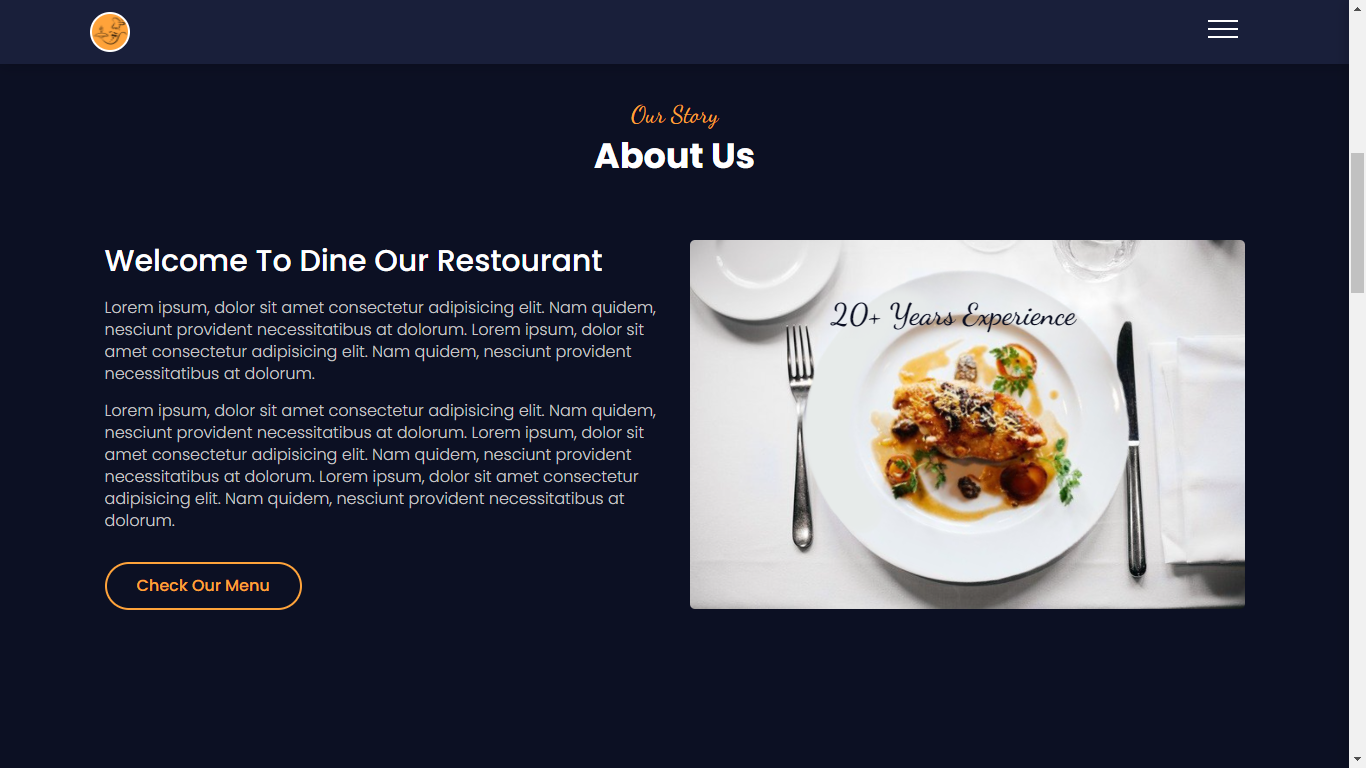 Our Story
About Us
Welcome To Dine Our Restourant
Lorem ipsum, dolor sit amet consectetur adipisicing elit. Nam quidem,
nesciunt provident necessitatibus at dolorum. Lorem ipsum, dolor sit
amet consectetur adipisicing elit. Nam quidem, nesciunt provident
necessitatibus at dolorum.
Lorem ipsum, dolor sit amet consectetur adipisicing elit. Nam quidem,
nesciunt provident necessitatibus at dolorum. Lorem ipsum, dolor sit
amet consectetur adipisicing elit. Nam quidem, nesciunt provident
necessitatibus at dolorum. Lorem ipsum, dolor sit amet consectetur
adipisicing elit. Nam quidem, nesciunt provident necessitatibus at
dolorum.
Check Our Menu
20+ Years Experience